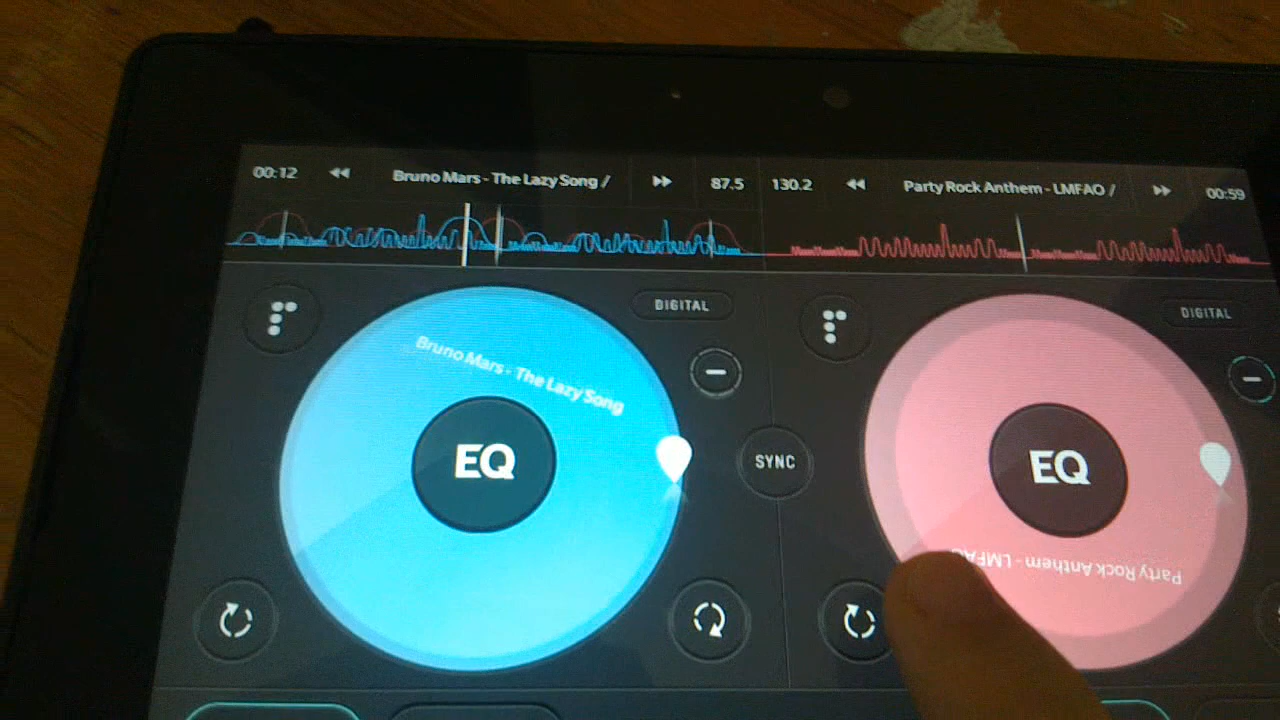 00:12
Bruno Mars - The Lazy Song /
87.5
130.2
Party Rock Anthem - LMFAO /
00:59
DIGITAL
DIGITAL
Bruno Mars - The Lazy Song
EQ
SYNC
EQ
Party Rock Anthem - LMFAO